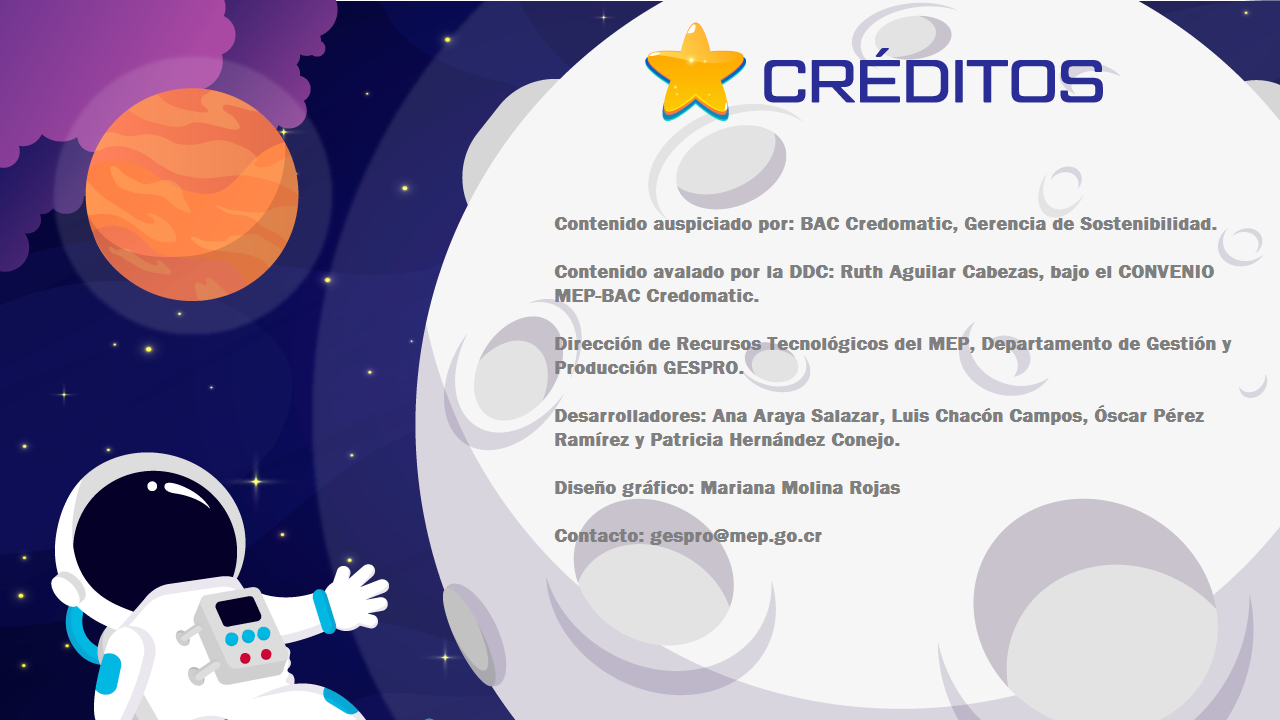 CRÉDITOS
Contenido auspiciado por: BAC Credomatic, Gerencia de Sostenibilidad.
Contenido avalado por la DDC: Ruth Aguilar Cabezas, bajo el CONVENIO
MEP-BAC Credomatic.
Dirección de Recursos Tecnológicos del MEP, Departamento de Gestión y
Producción GESPRO.
Desarrolladores: Ana Araya Salazar, Luis Chacón Campos, Óscar Pérez
Ramírez y Patricia Hernández Conejo.
Diseño gráfico: Mariana Molina Rojas
Contacto: gespro@mep.go.cr